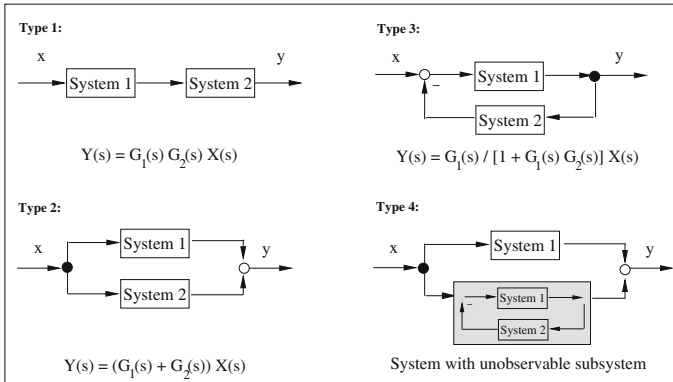 Type 1:
x
y
System 1
System 2
Y(s) = G1(s) G2(s) X(s)
Type 3:
x
y
System 1
−
System 2
Y(s) = G1(s) / [1 + G1(s) G2(s)] X(s)
Type 2:
x
System 1
y
System 2
Y(s) = (G1(s) + G2(s)) X(s)
Type 4:
x
System 1
y
−
System 1
System 2
System with unobservable subsystem